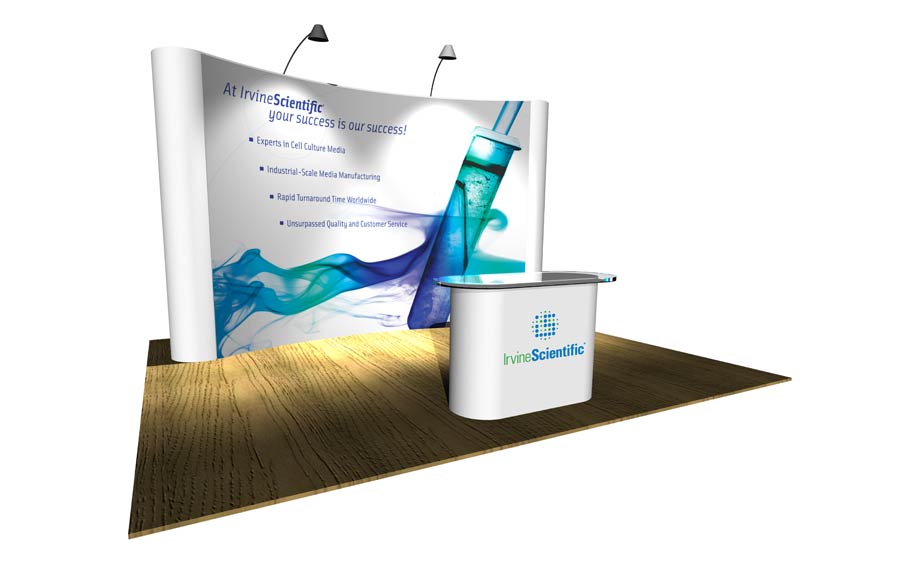 At IrvineScientific®
your success is our success!
■ Experts in Cell Culture Media
■ Industrial-Scale Media Manufacturing
■ Rapid Turnaround Time Worldwide
■ Unsurpassed Quality and Customer Service
IrvineScientific®